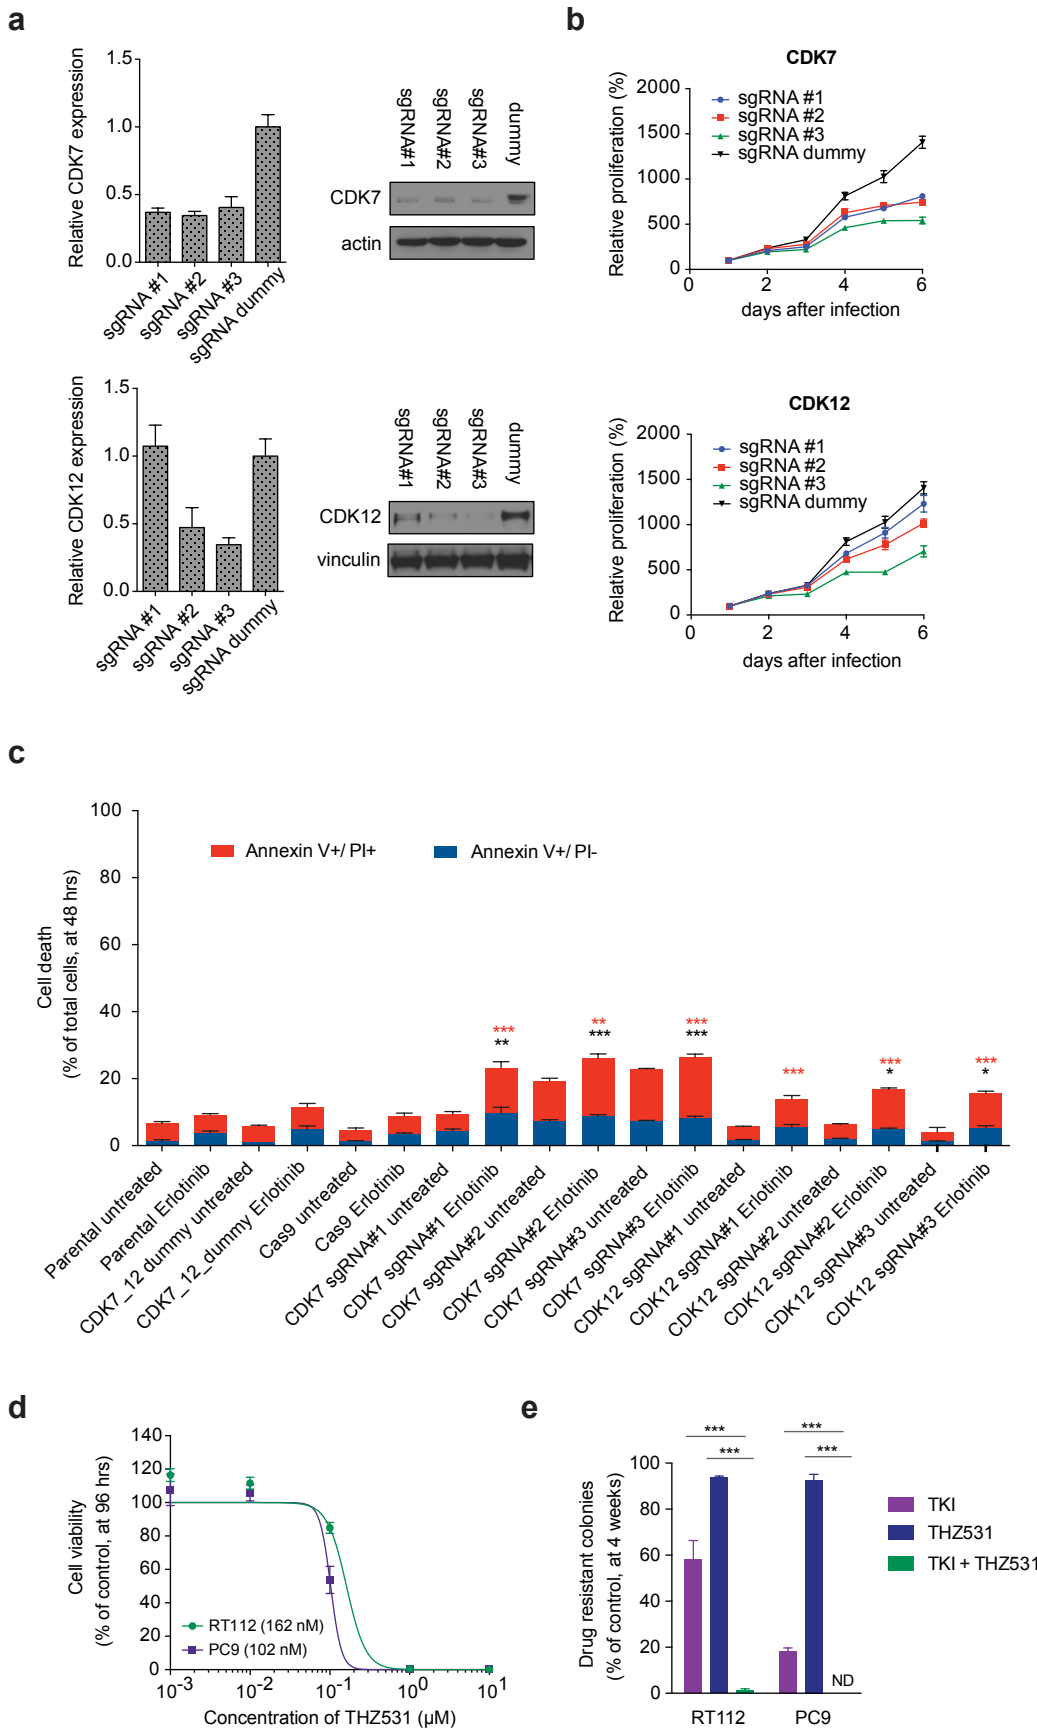 a
Relative CDK7 expression
1.5
1.0
0.5
0.0
sgRNA #1
sgRNA #2
sgRNA #3
sgRNA dummy
sgRNA#1
sgRNA#2
sgRNA#3
dummy
CDK7
actin
Relative CDK12 expression
1.5
1.0
0.5
0.0
sgRNA #1
sgRNA #2
sgRNA #3
sgRNA dummy
sgRNA#1
sgRNA#2
sgRNA#3
dummy
CDK12
vinculin
b
CDK7
Relative proliferation (%)
2000
1500
1000
500
0
sgRNA #1
sgRNA #2
sgRNA #3
sgRNA dummy
0 2 4 6
days after infection
CDK12
Relative proliferation (%)
2000
1500
1000
500
0
sgRNA #1
sgRNA #2
sgRNA #3
sgRNA dummy
0 2 4 6
days after infection
c
Cell death
(% of total cells, at 48 hrs)
100
80
60
40
20
0
Annexin V+/ PI+
Annexin V+/ PI-
*** ** *** *** *** ***
** *** *** * *
Parental untreated
Parental Erlotinib
CDK7_12 dummy untreated
CDK7_12_dummy Erlotinib
Cas9 untreated
Cas9 Erlotinib
CDK7 sgRNA#1 untreated
CDK7 sgRNA#1 Erlotinib
CDK7 sgRNA#2 untreated
CDK7 sgRNA#2 Erlotinib
CDK7 sgRNA#3 untreated
CDK7 sgRNA#3 Erlotinib
CDK12 sgRNA#1 untreated
CDK12 sgRNA#1 Erlotinib
CDK12 sgRNA#2 untreated
CDK12 sgRNA#2 Erlotinib
CDK12 sgRNA#3 untreated
CDK12 sgRNA#3 Erlotinib
d
Cell viability
(% of control, at 96 hrs)
140
120
100
80
60
40
20
0
RT112 (162 nM)
PC9 (102 nM)
10-3 10-2 10-1 100 101
Concentration of THZ531 (µM)
e
Drug resistant colonies
(% of control, at 4 weeks)
100
80
60
40
20
0
*** ***
*** ***
ND
RT112 PC9
TKI
THZ531
TKI + THZ531